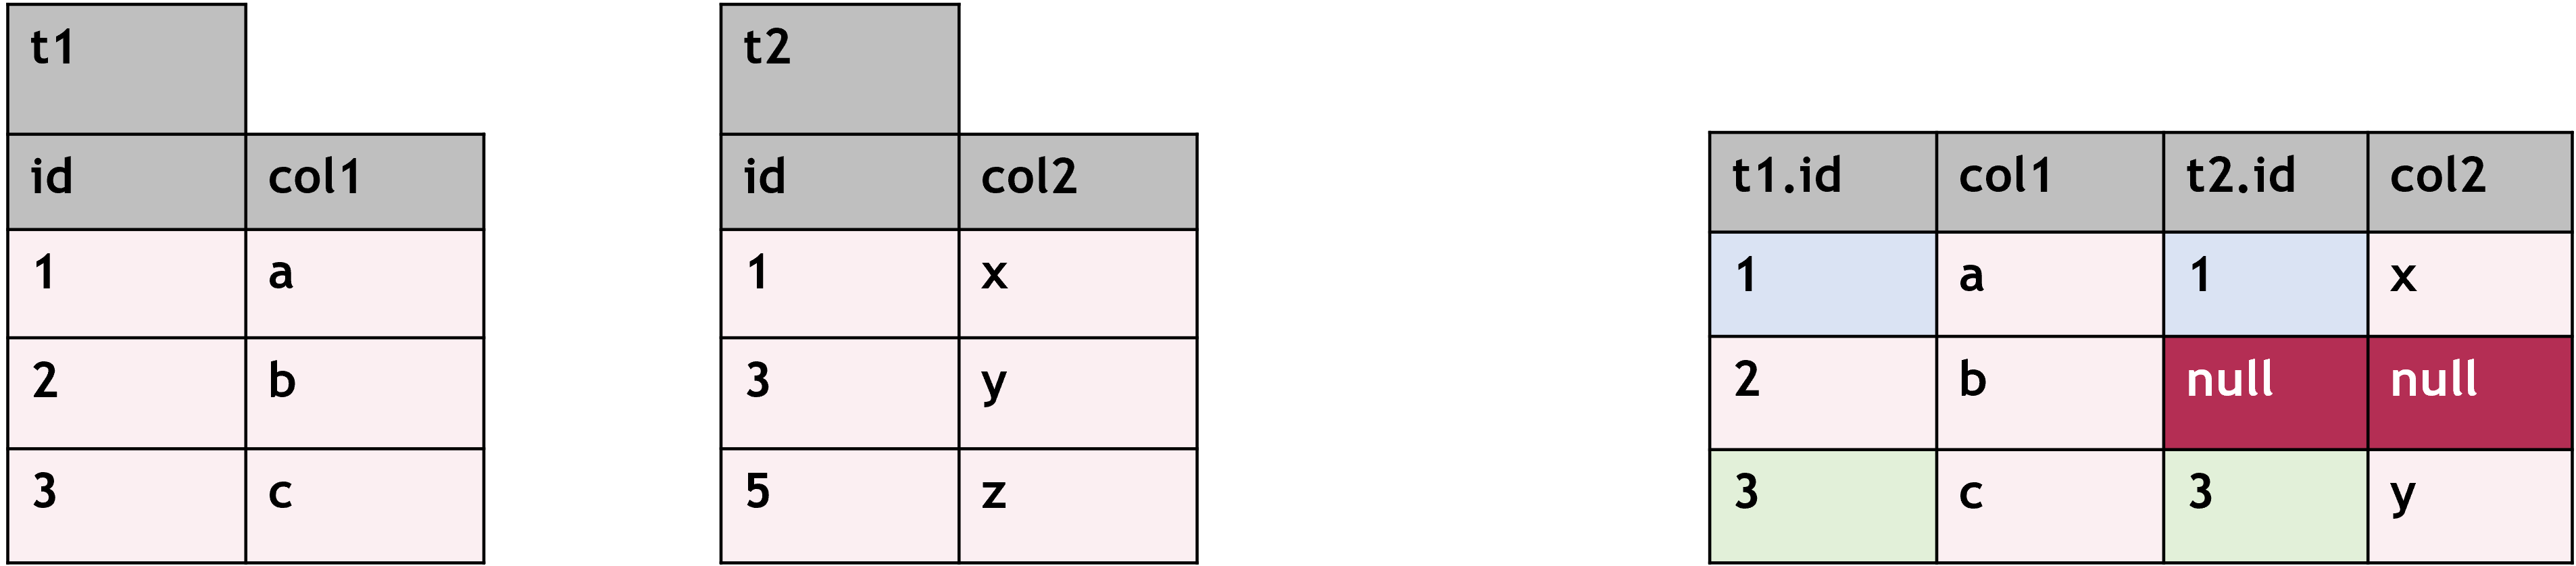 t1
id col1
1 a
2 b
3 c
t2
id col2
1 x
3 y
5 z
t1.id col1 t2.id col2
1 a 1 x
2 b null null
3 c 3 y